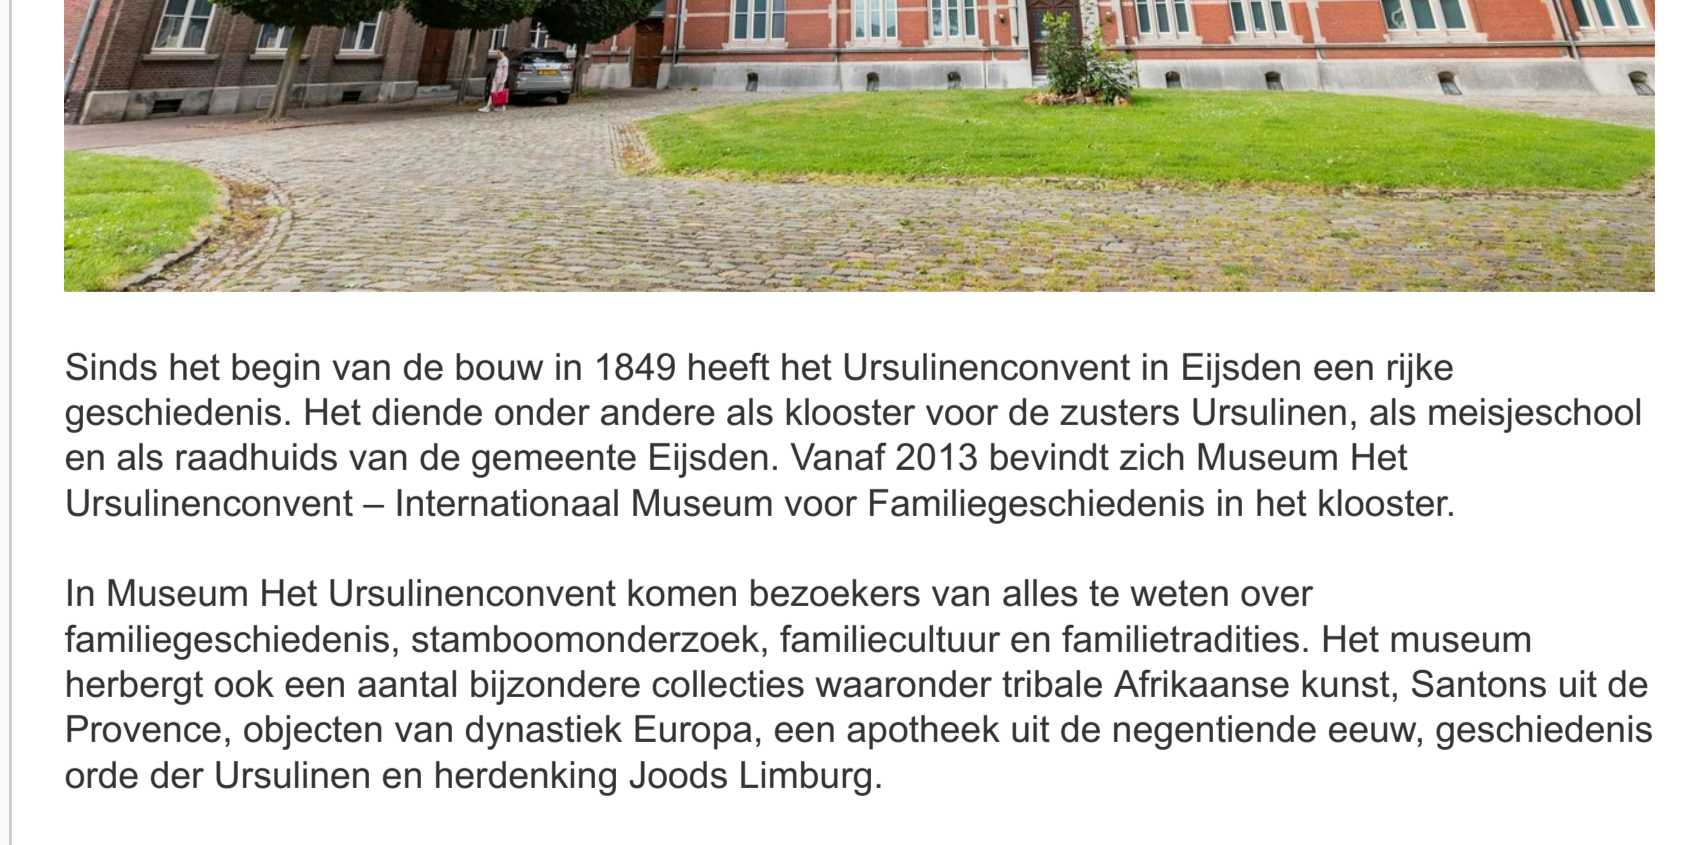 Sinds het begin van de bouw in 1849 heeft het Ursulinenconvent in Eijsden een rijke
geschiedenis. Het diende onder andere als klooster voor de zusters Ursulinen, als meisjeschool
en als raadhuids van de gemeente Eijsden. Vanaf 2013 bevindt zich Museum Het
Ursulinenconvent – Internationaal Museum voor Familiegeschiedenis in het klooster.
In Museum Het Ursulinenconvent komen bezoekers van alles te weten over
familiegeschiedenis, stamboomonderzoek, familiecultuur en familietradities. Het museum
herbergt ook een aantal bijzondere collecties waaronder tribale Afrikaanse kunst, Santons uit de
Provence, objecten van dynastiek Europa, een apotheek uit de negentiende eeuw, geschiedenis
orde der Ursulinen en herdenking Joods Limburg.